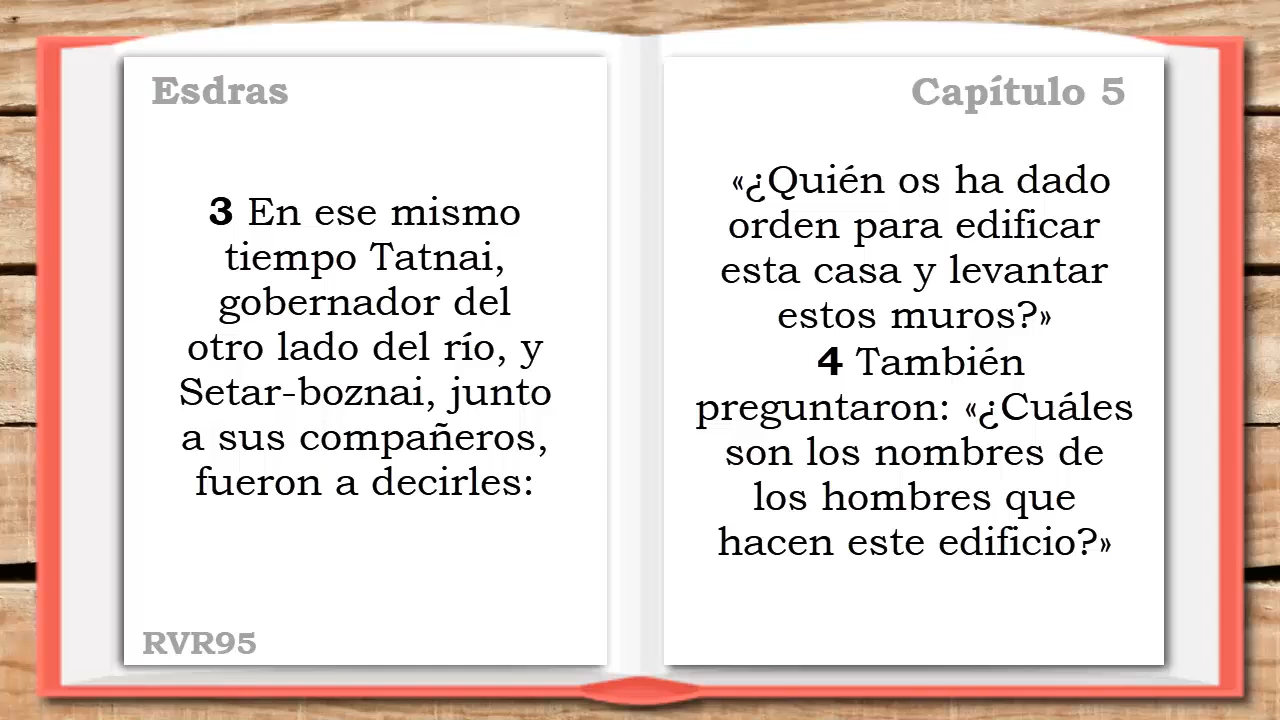 Esdras
3 En ese mismo
tiempo Tatnai,
gobernador del
otro lado del río, y
Setar-boznai, junto
a sus compañeros,
fueron a decirles:
RVR95
Capítulo 5
«¿Quién os ha dado
orden para edificar
esta casa y levantar
estos muros?»
4 También
preguntaron: «¿Cuáles
son los nombres de
los hombres que
hacen este edificio?»